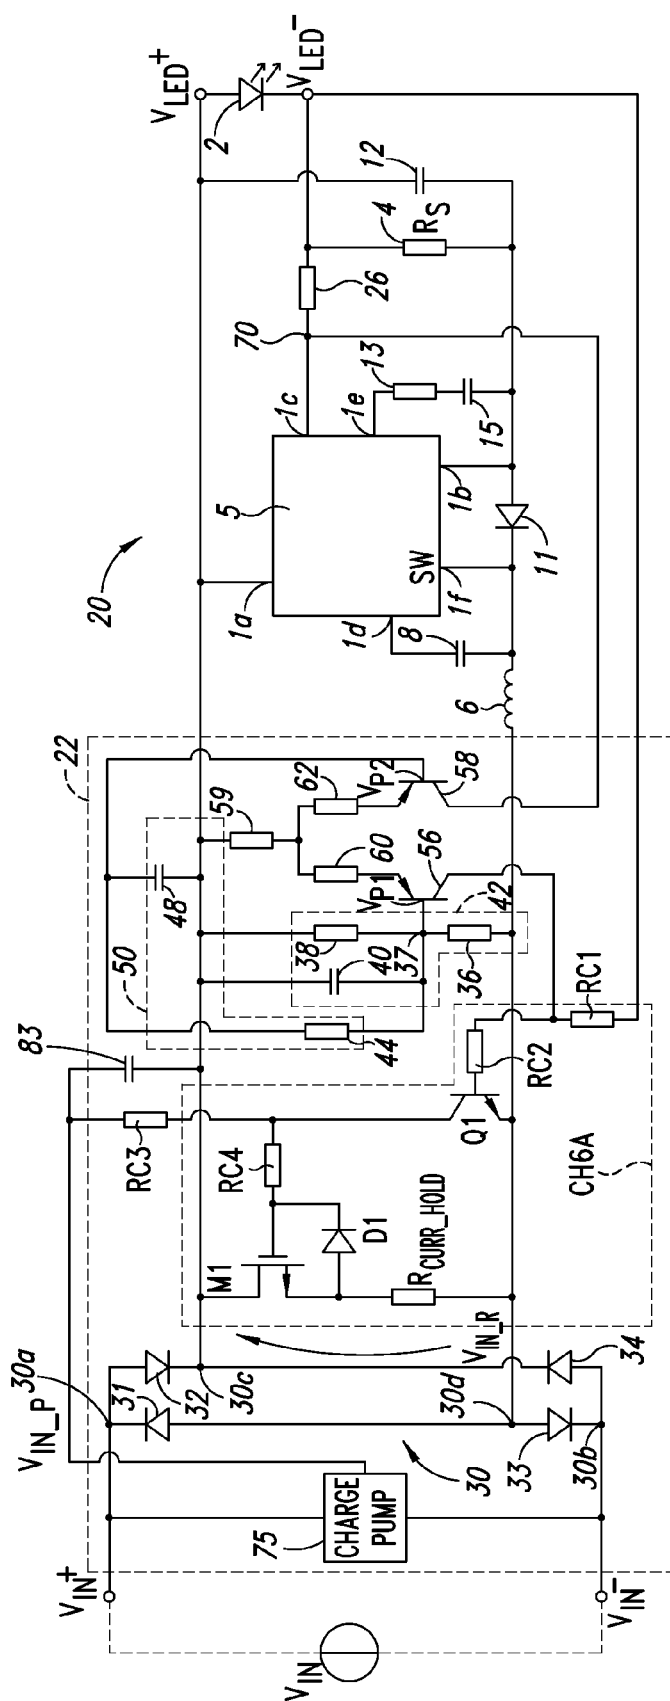 20
22
V_IN
V_IN^+
V_IN^-
75
CHARGE
PUMP
V_IN_P
30a
31
32
30c
30
30d
33
30b
34
V_IN_R
M1
D1
R_CURR_HOLD
RC4
RC3
83
Q1
RC2
RC1
CH6A
50
48
44
40
38
37
36
42
V_P1
56
60
59
62
V_P2
58
6
8
1d
1a
5
SW
1f
1b
11
1c
1e
13
15
70
26
4
R_S
12
2
V_LED^+
V_LED^-